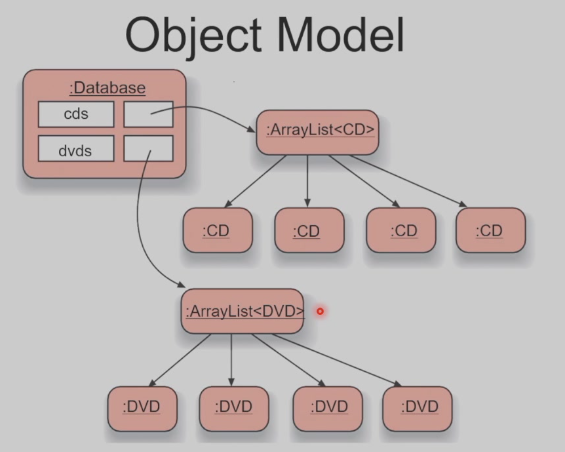 Object Model
:Database
cds
dvds
:ArrayList<CD>
:CD
:CD
:CD
:CD
:ArrayList<DVD>
:DVD
:DVD
:DVD
:DVD